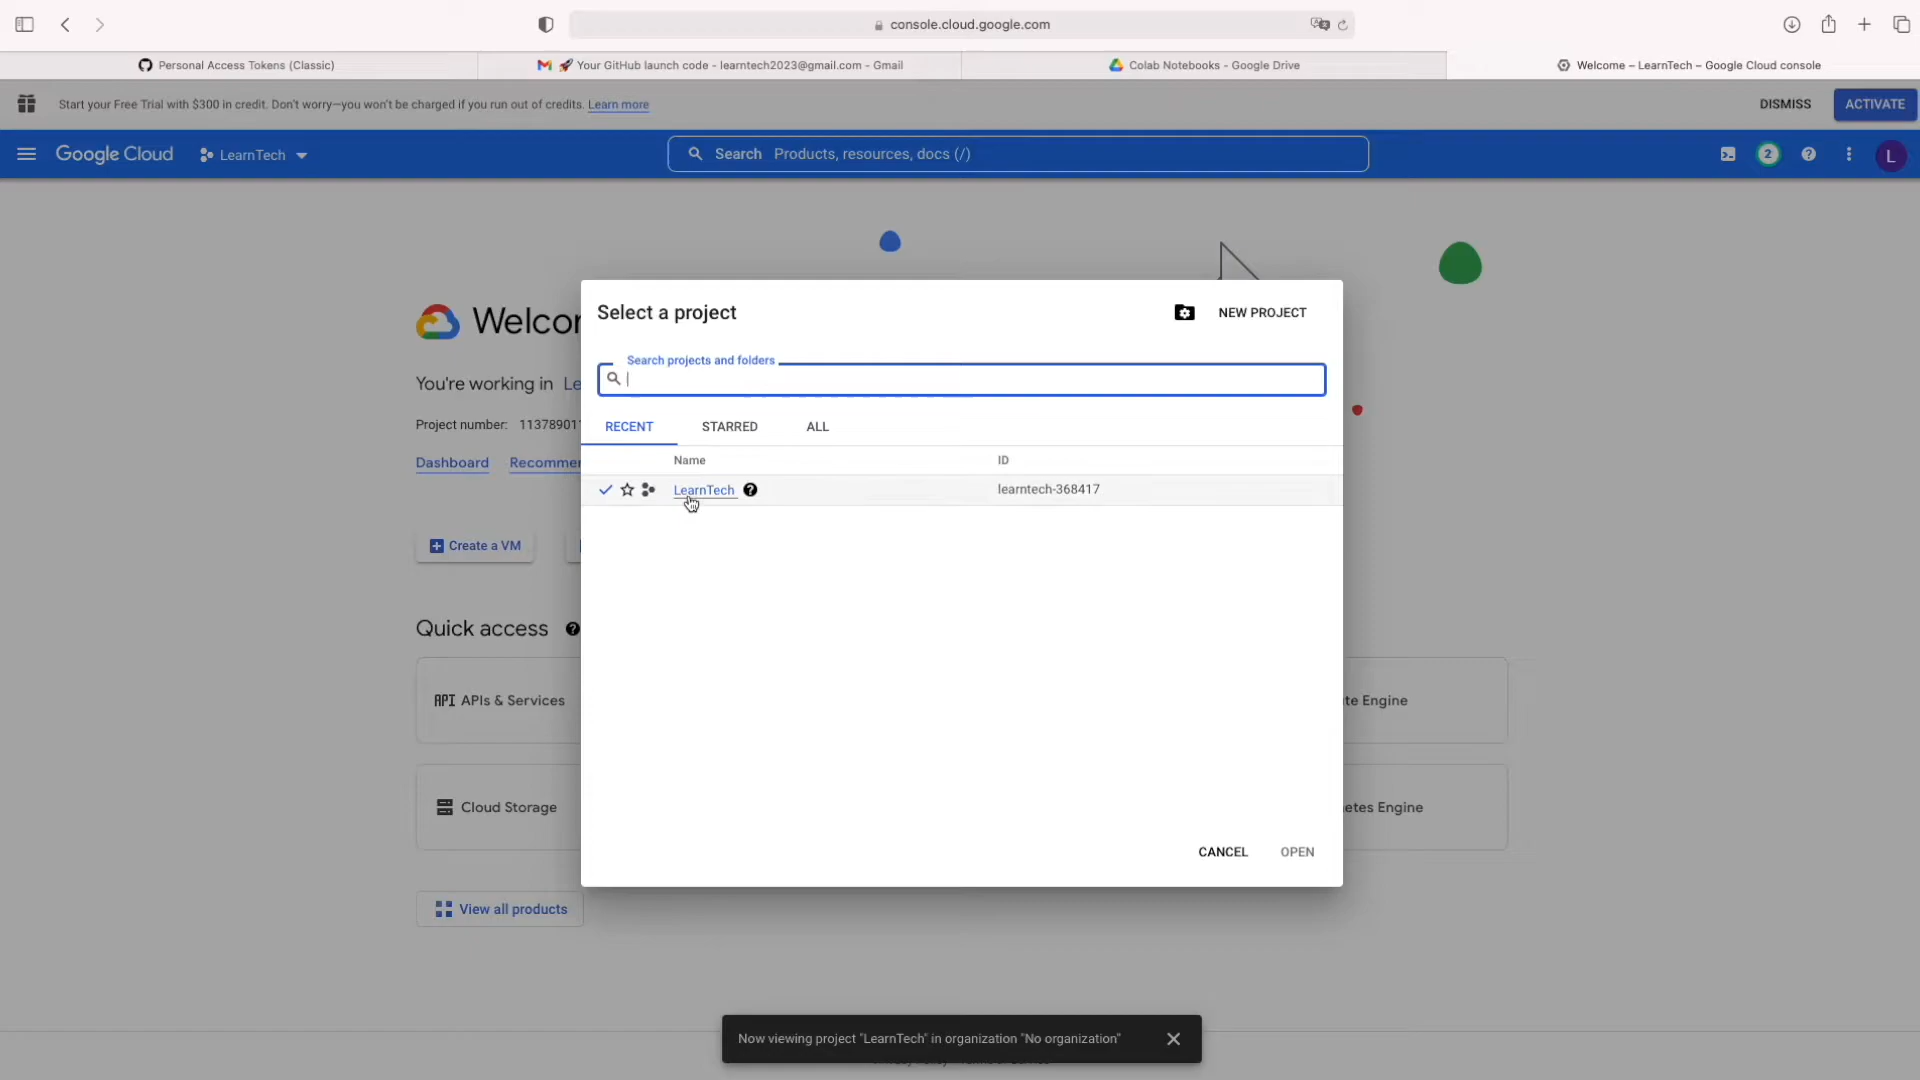 console.cloud.google.com
Personal Access Tokens (Classic)
🚀 Your GitHub launch code - learntech2023@gmail.com - Gmail
Colab Notebooks - Google Drive
Welcome – LearnTech – Google Cloud console
Start your Free Trial with $300 in credit. Don't worry—you won't be charged if you run out of credits. Learn more
DISMISS
ACTIVATE
Google Cloud
LearnTech
Search Products, resources, docs (/)
2
L
Welcor
You're working in Le
Project number: 11378901
Dashboard
Recommer
Create a VM
Quick access
API APIs & Services
te Engine
Cloud Storage
etes Engine
View all products
Select a project
NEW PROJECT
Search projects and folders
RECENT
STARRED
ALL
Name
ID
LearnTech
learntech-368417
CANCEL
OPEN
Now viewing project "LearnTech" in organization "No organization"